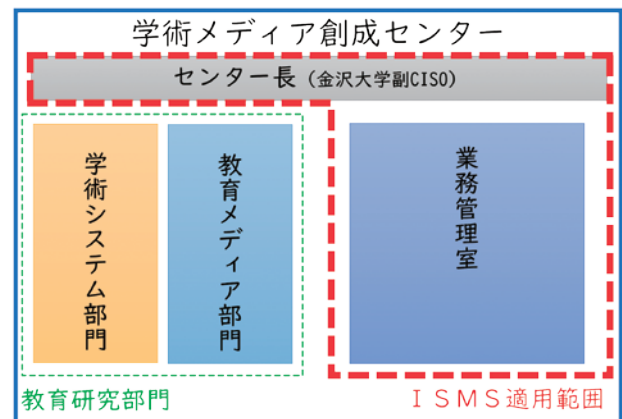 学術メディア創成センター
センター長（金沢大学副CISO）
学術システム部門
教育メディア部門
業務管理室
教育研究部門
ＩＳＭＳ適用範囲